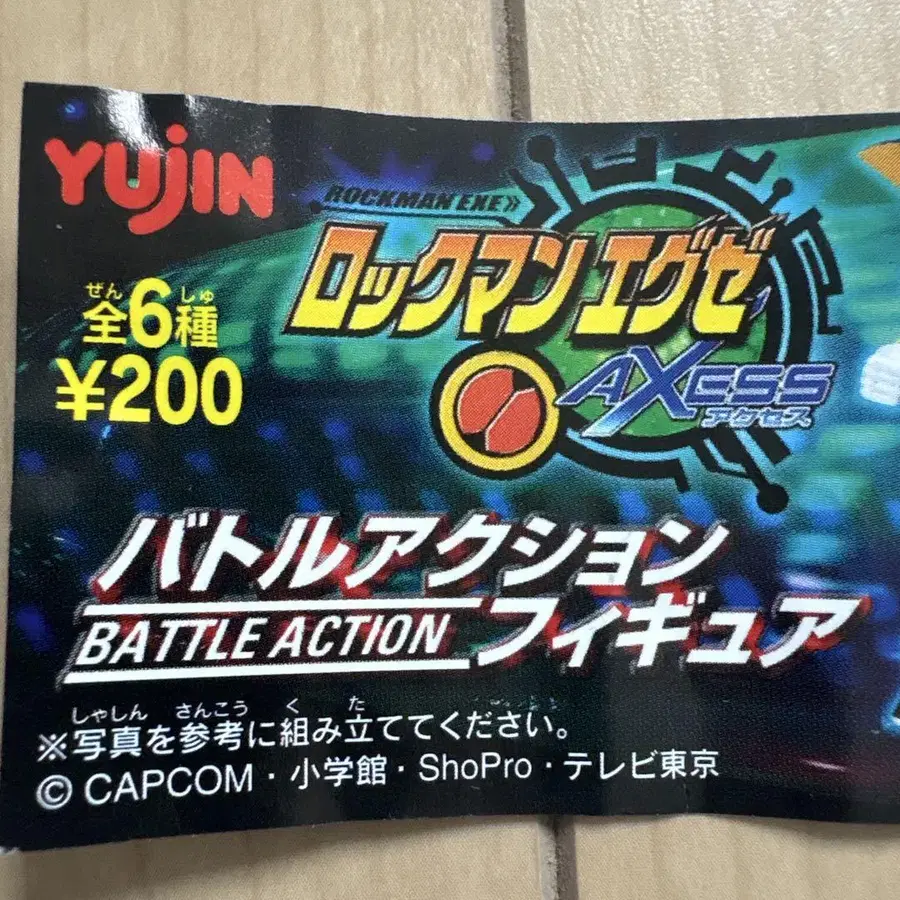 YUJIN
ROCKMAN EXE
ロックマンエグゼ
AXESS
アクセス
ぜん しゅ
全6種
¥200
バトルアクション
BATTLE ACTION フィギュア
しゃしん さんこう く た
※写真を参考に組み立ててください。
© CAPCOM・小学館・ShoPro・テレビ東京